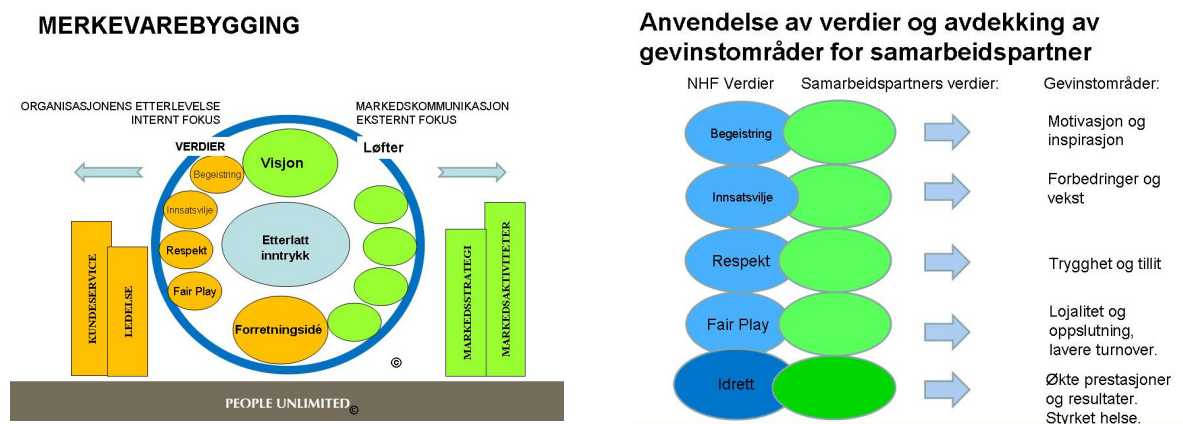 MERKEVAREBYGGING
ORGANISASJONENS ETTERLEVELSE
INTERNT FOKUS
MARKEDSKOMMUNIKASJON
EKSTERNT FOKUS
VERDIER
Løfter
Visjon
Begeistring
Innsatsvilje
Respekt
Fair Play
Etterlatt
inntrykk
Forretningsidé
KUNDESERVICE
LEDELSE
MARKEDSSTRATEGI
MARKEDSAKTIVITETER
©
PEOPLE UNLIMITED©
Anvendelse av verdier og avdekking av
gevinstområder for samarbeidspartner
NHF Verdier
Samarbeidspartners verdier:
Gevinstområder:
Begeistring
Motivasjon og
inspirasjon
Innsatsvilje
Forbedringer og
vekst
Respekt
Trygghet og tillit
Fair Play
Lojalitet og
oppslutning,
lavere turnover.
Idrett
Økte prestasjoner
og resultater.
Styrket helse.